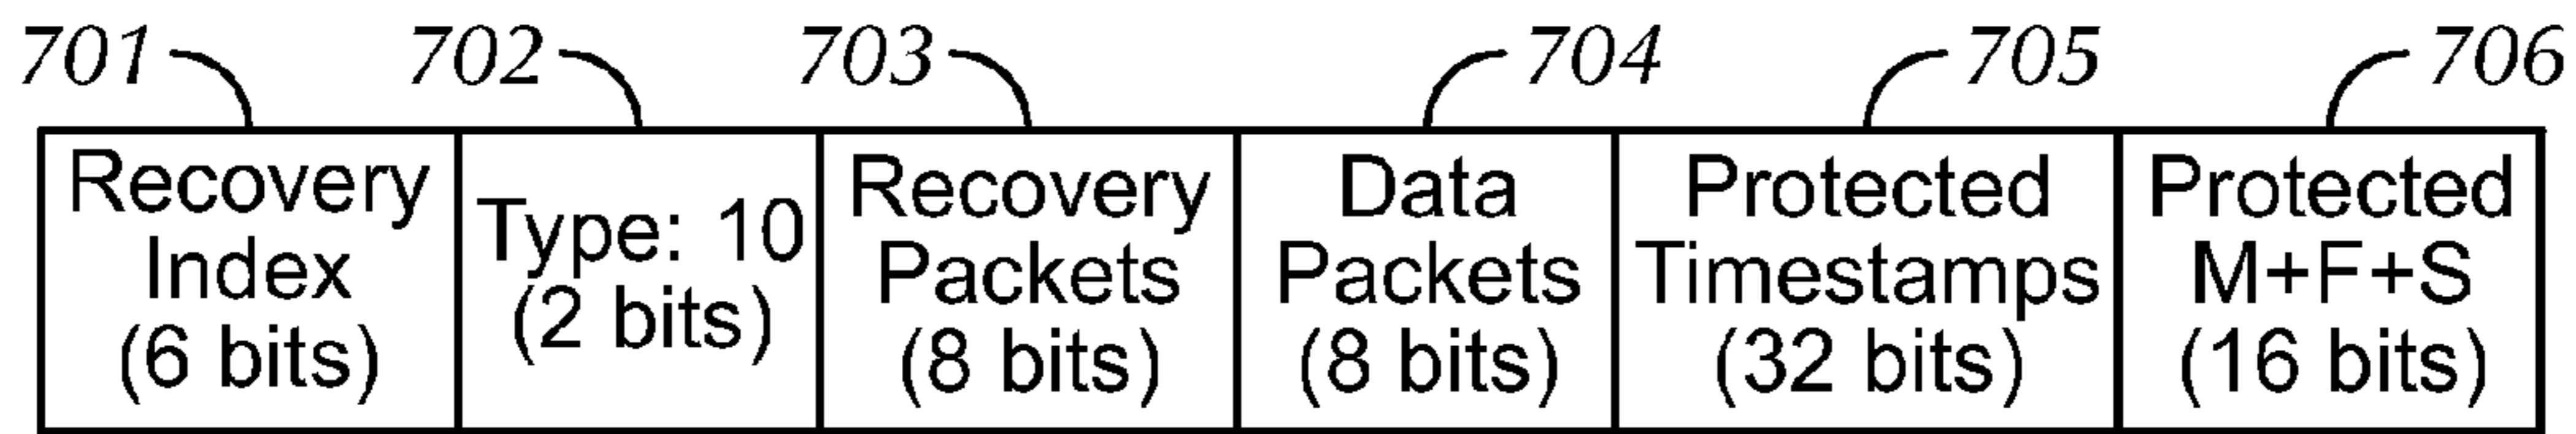 701 702 703 704 705 706
Recovery Index (6 bits)
Type: 10 (2 bits)
Recovery Packets (8 bits)
Data Packets (8 bits)
Protected Timestamps (32 bits)
Protected M+F+S (16 bits)